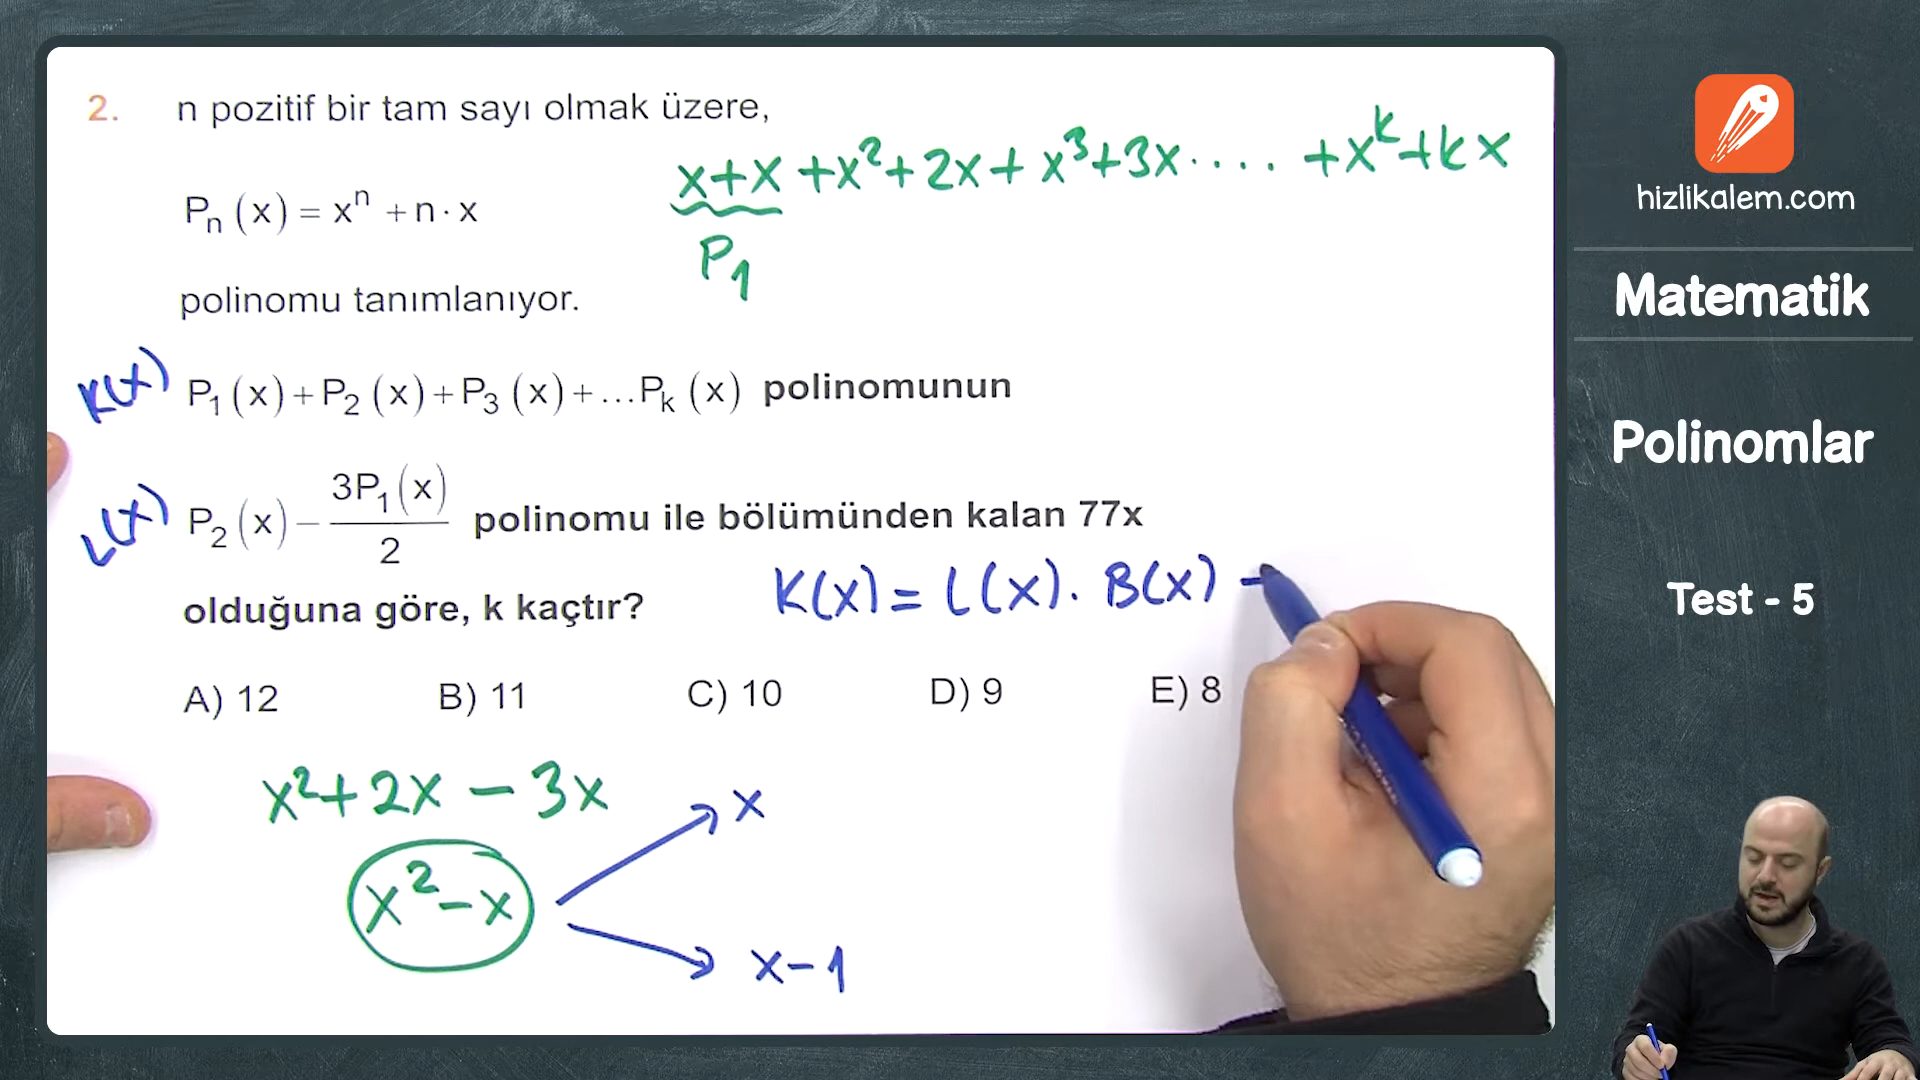 2. n pozitif bir tam sayı olmak üzere,
x+x+x²+2x+x³+3x....+xᵏ+kx
P₁
Pₙ(x)=xⁿ+n·x
polinomu tanımlanıyor.
K(x) P₁(x)+P₂(x)+P₃(x)+...Pₖ(x) polinomunun
L(x) P₂(x)−3P₁(x)/2 polinomu ile bölümünden kalan 77x
olduğuna göre, k kaçtır?
K(x)=L(x).B(x)
A) 12 B) 11 C) 10 D) 9 E) 8
x²+2x−3x
x²−x
x
x−1
hizlikalem.com
Matematik
Polinomlar
Test - 5